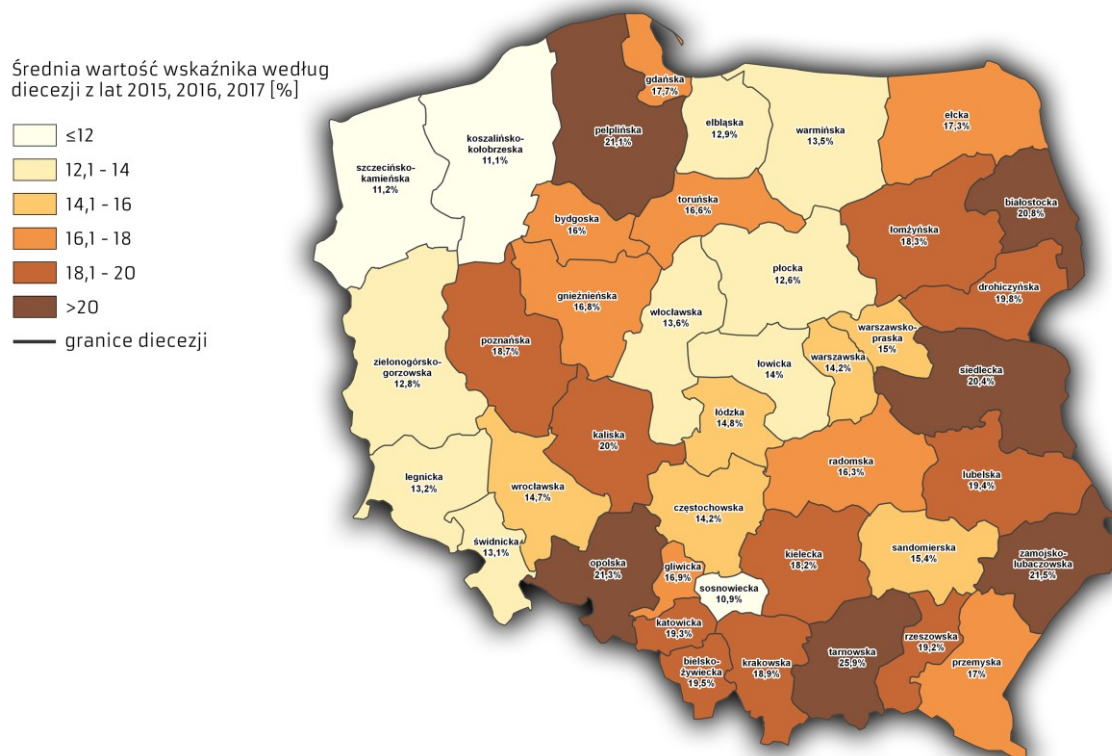 Średnia wartość wskaźnika według
diecezji z lat 2015, 2016, 2017 [%]
≤12
12,1 - 14
14,1 - 16
16,1 - 18
18,1 - 20
>20
granice diecezji
gdańska
17,7%
koszalińsko-
kołobrzeska
11,1%
pelplińska
21,1%
elbląska
12,9%
warmińska
13,5%
ełcka
17,3%
szczecińsko-
kamieńska
11,2%
bydgoska
16%
toruńska
16,6%
łomżyńska
18,3%
białostocka
20,8%
drohiczyńska
19,8%
płocka
12,6%
gnieźnieńska
16,8%
włocławska
13,6%
warszawsko-
praska
15%
poznańska
18,7%
zielonogórsko-
gorzowska
12,8%
łowicka
14%
warszawska
14,2%
siedlecka
20,4%
łódzka
14,8%
kaliska
20%
radomska
16,3%
lubelska
19,4%
legnicka
13,2%
wrocławska
14,7%
częstochowska
14,2%
świdnicka
13,1%
opolska
21,3%
gliwicka
16,9%
sosnowiecka
10,9%
kielecka
18,2%
sandomierska
15,4%
zamojsko-
lubaczowska
21,5%
katowicka
19,3%
bielsko-
żywiecka
19,5%
krakowska
18,9%
tarnowska
25,9%
rzeszowska
19,2%
przemyska
17%